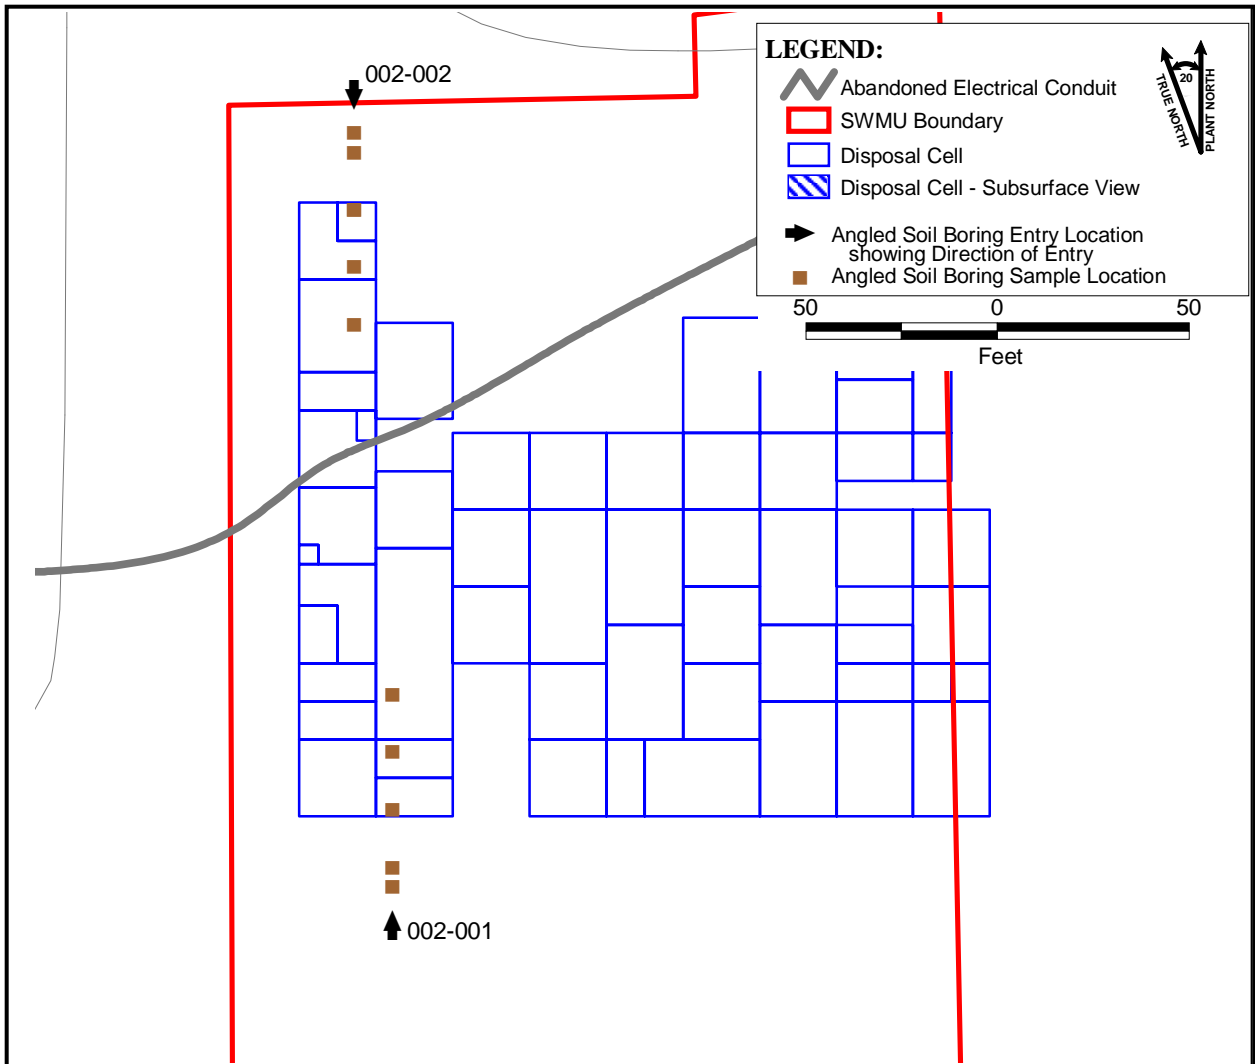 002-002
LEGEND:
Abandoned Electrical Conduit
SWMU Boundary
Disposal Cell
Disposal Cell - Subsurface View
Angled Soil Boring Entry Location
showing Direction of Entry
Angled Soil Boring Sample Location
20
TRUE NORTH
PLANT NORTH
50 0 50
Feet
002-001